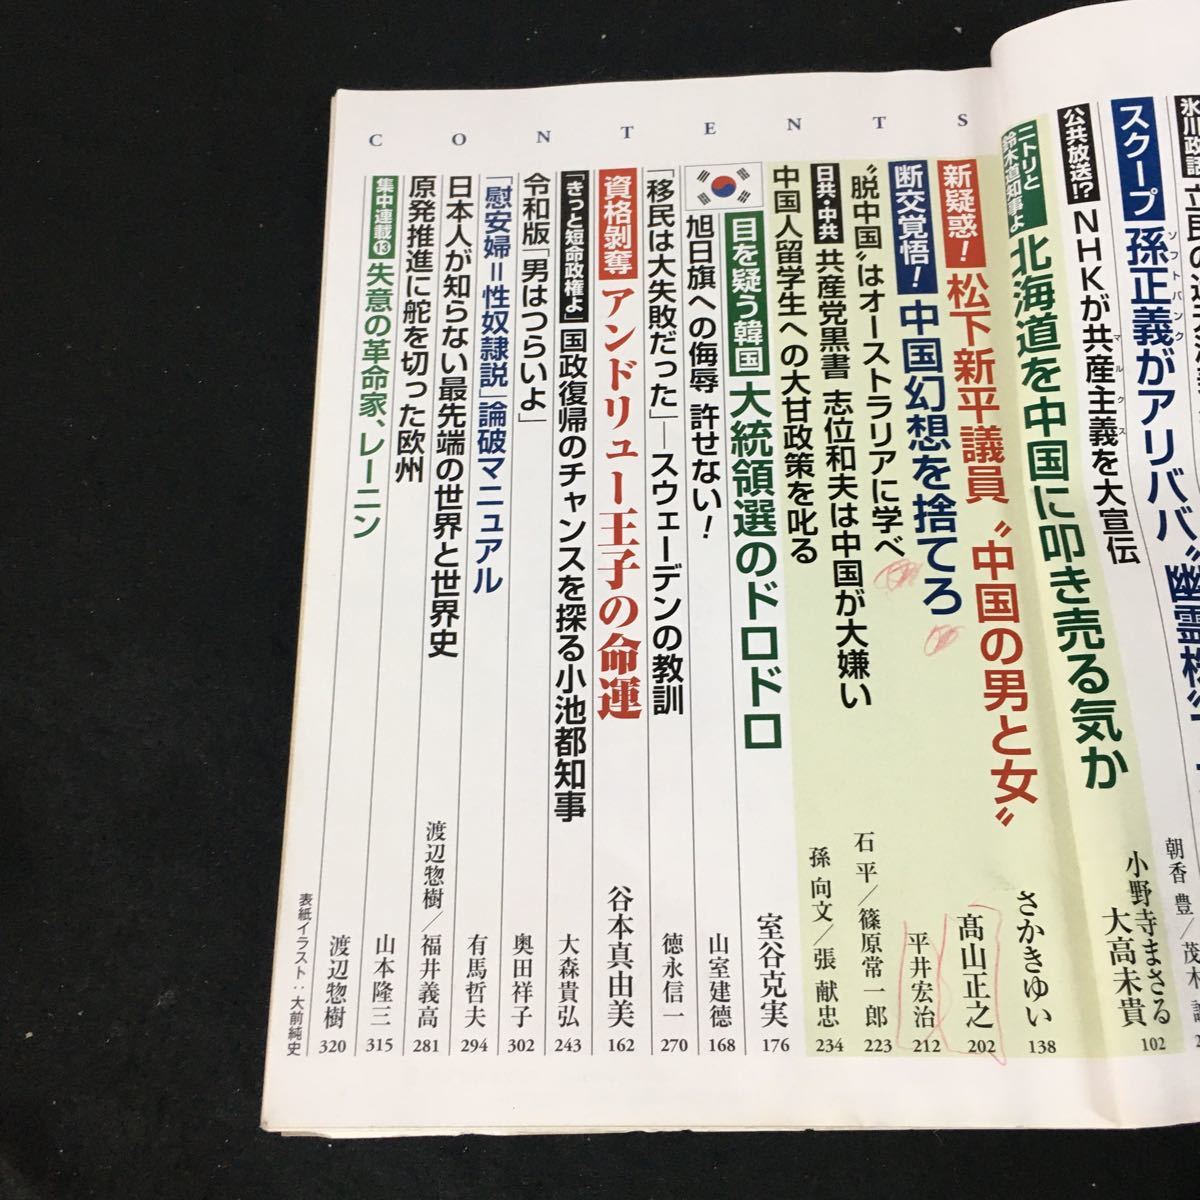 CONTENTS
氷川政話
スクープ 孫正義がアリババ〝幽霊株〟
ソフトバンク
朝香 豊／茂木
公共放送!? NHKが共産主義を大宣伝
マルクス
小野寺まさる
大高未貴
102
ニトリと
鈴木道知事よ
北海道を中国に叩き売る気か
さかきゆい
138
新疑惑！ 松下新平議員〝中国の男と女〟
髙山正之
202
断交覚悟！ 中国幻想を捨てろ
平井宏治
212
〝脱中国〟はオーストラリアに学べ
石 平／篠原常一郎
223
日共・中共 共産党黒書 志位和夫は中国が大嫌い
中国人留学生への大甘政策を叱る
孫 向文／張 献忠
234
目を疑う韓国 大統領選のドロドロ
室谷克実
176
旭日旗への侮辱 許せない！
山室建德
168
「移民は大失敗だった」―スウェーデンの教訓
徳永信一
270
資格剝奪 アンドリュー王子の命運
谷本真由美
162
「きっと短命政権よ」 国政復帰のチャンスを探る小池都知事
大森貴弘
243
令和版「男はつらいよ」
奥田祥子
302
「慰安婦＝性奴隷説」論破マニュアル
有馬哲夫
294
日本人が知らない最先端の世界と世界史
渡辺惣樹／福井義高
281
原発推進に舵を切った欧州
山本隆三
315
集中連載⑬ 失意の革命家、レーニン
渡辺惣樹
320
表紙イラスト：大前純史